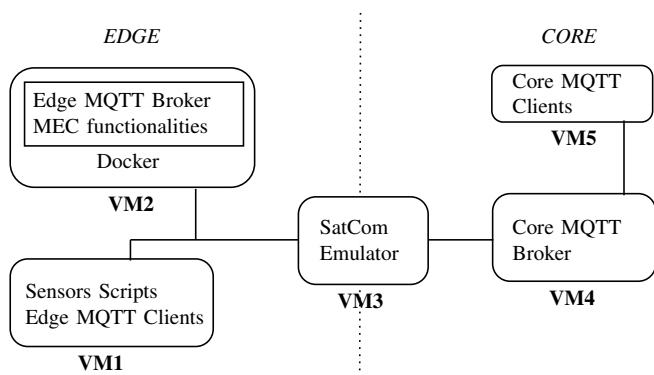 EDGE
CORE
Edge MQTT Broker
MEC functionalities
Docker
VM2
Core MQTT
Clients
VM5
SatCom
Emulator
VM3
Core MQTT
Broker
VM4
Sensors Scripts
Edge MQTT Clients
VM1